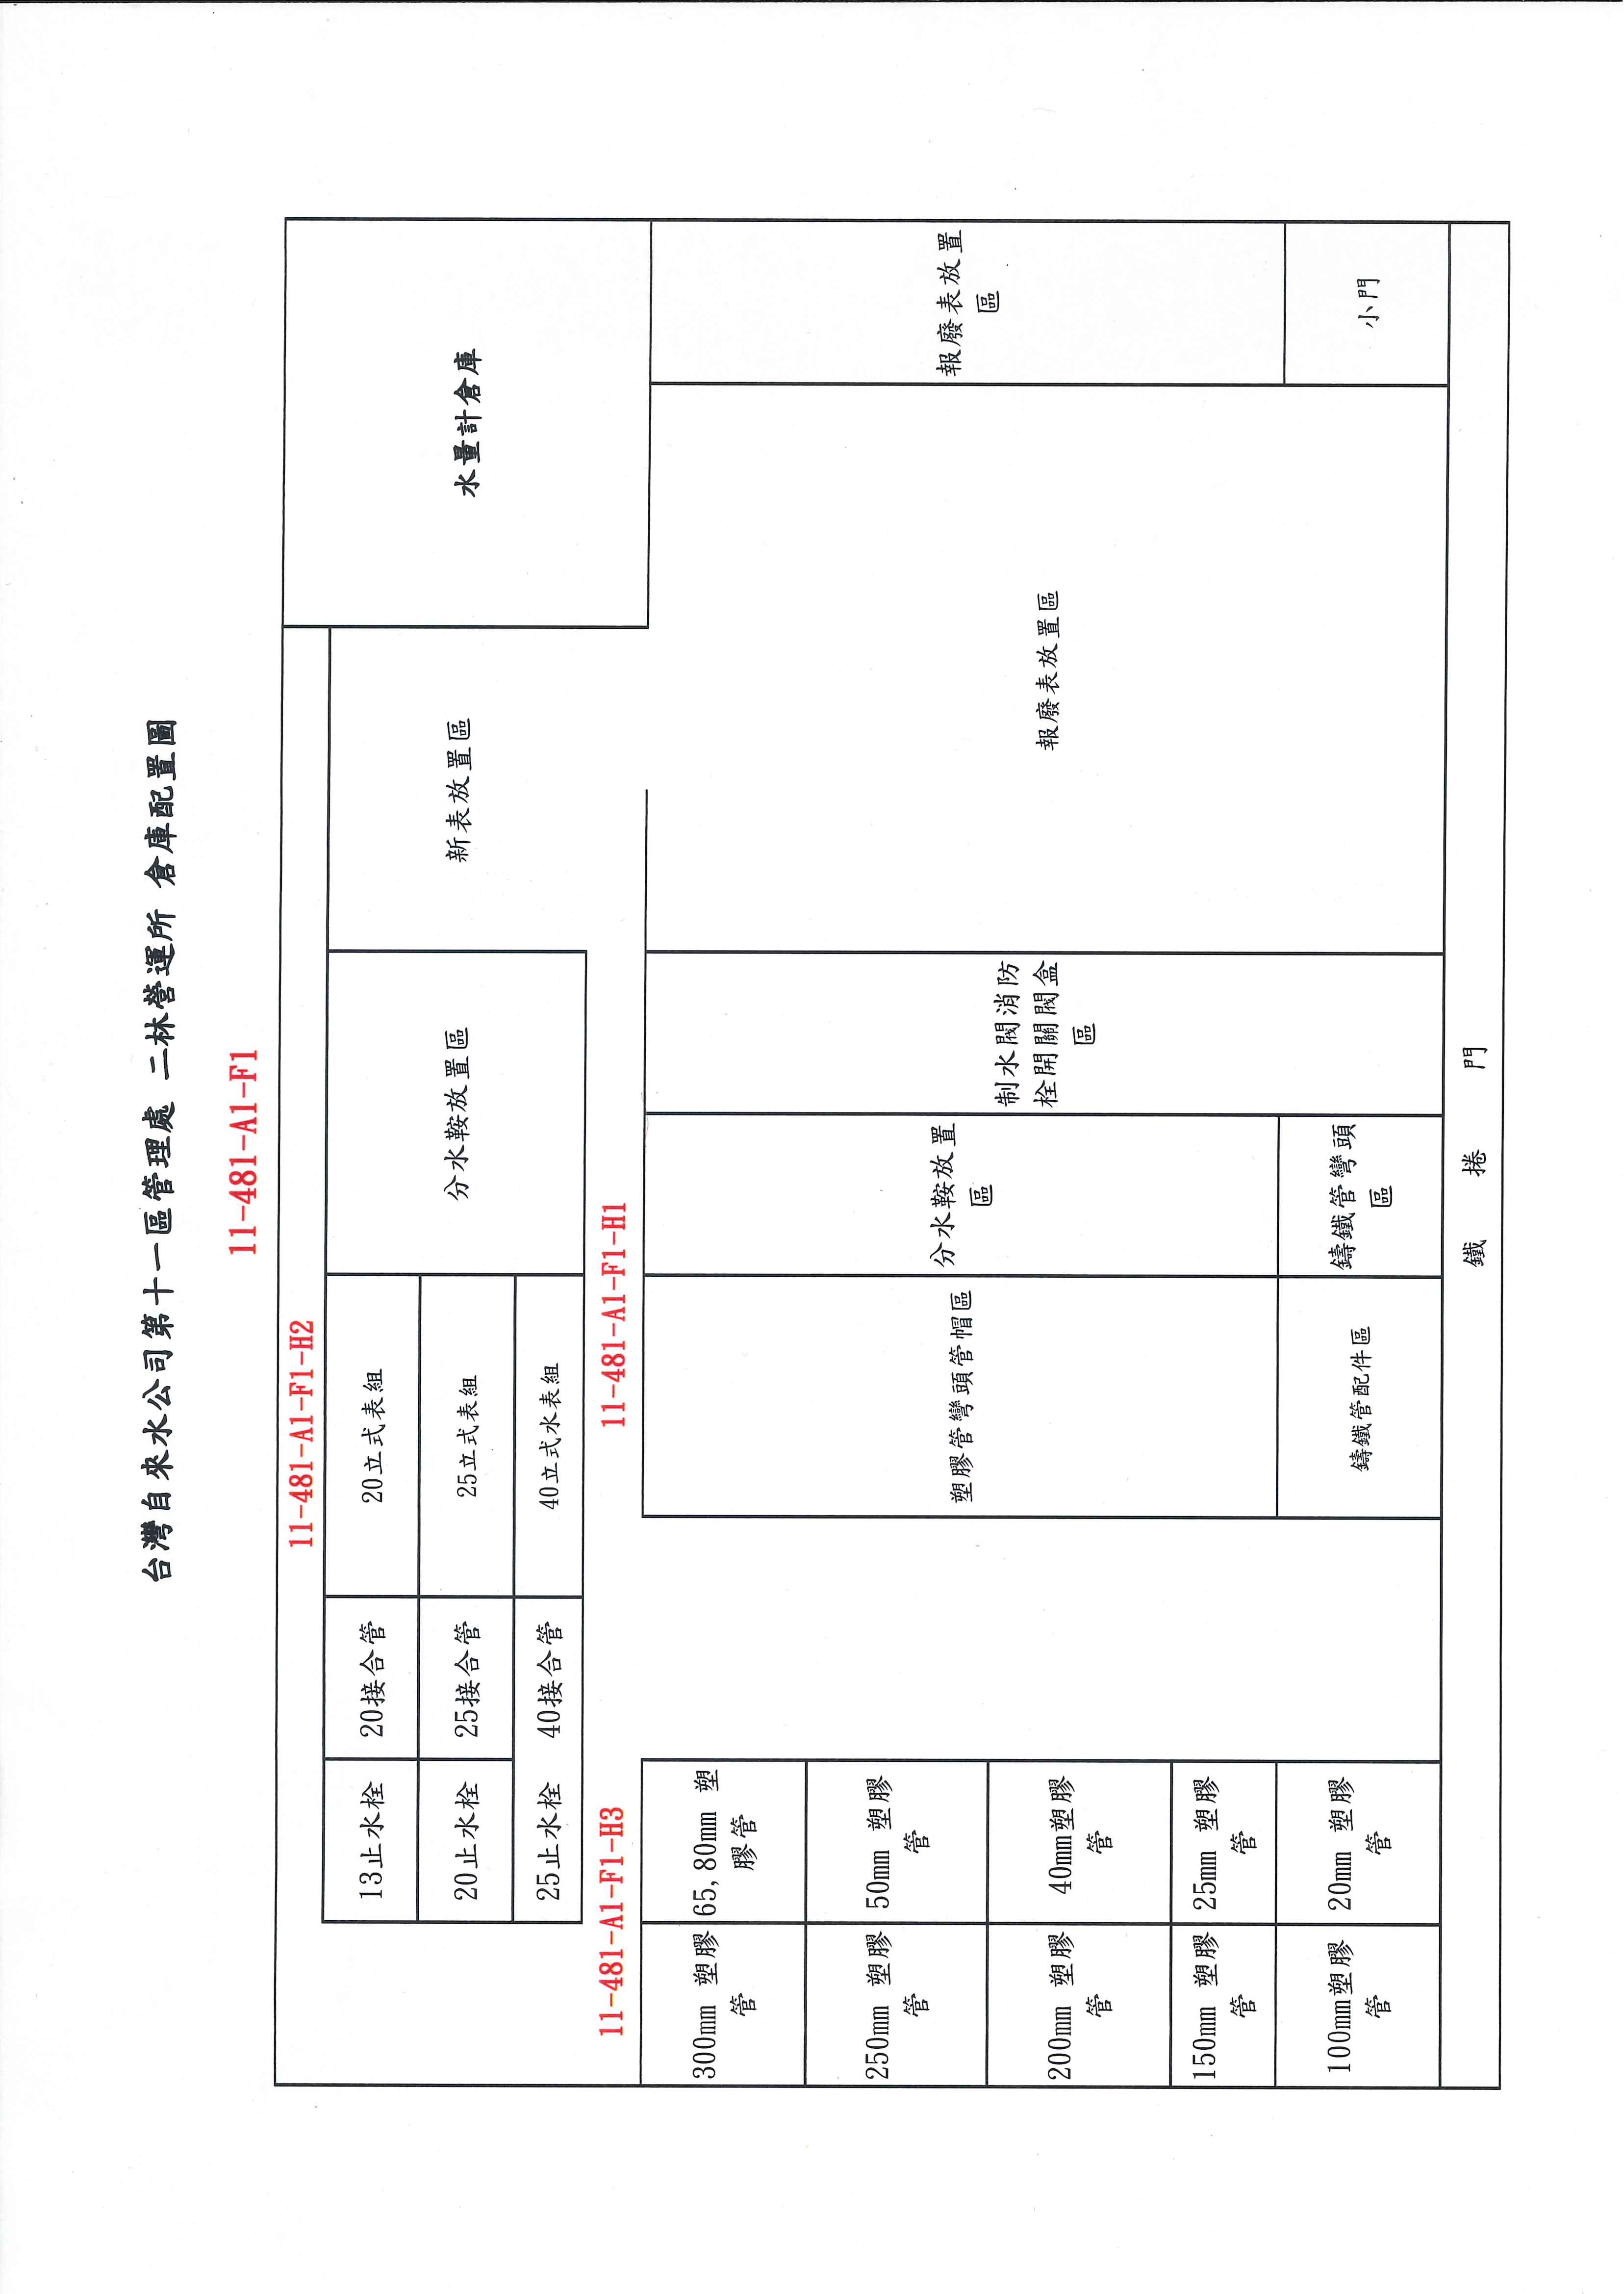 台灣自來水公司第十一區管理處 二林營運所 倉庫配置圖
11-481-A1-F1
11-481-A1-F1-H2
13止水栓
20接合管
20立式表組
20止水栓
25接合管
25立式表組
25止水栓
40接合管
40立式水表組
分水鞍放置區
新表放置區
水量計倉庫
11-481-A1-F1-H3
11-481-A1-F1-H1
300mm 塑膠
管
65,80mm 塑
膠管
250mm 塑膠
管
50mm 塑膠
管
200mm 塑膠
管
40mm塑膠
管
150mm 塑膠
管
25mm 塑膠
管
100mm塑膠
管
20mm 塑膠
管
塑膠管彎頭管帽區
分水鞍放置
區
制水閥消防
栓開關閥盒
區
報廢表放置區
報廢表放置
區
鑄鐵管配件區
鑄鐵管彎頭
區
小門
鐵 捲 門